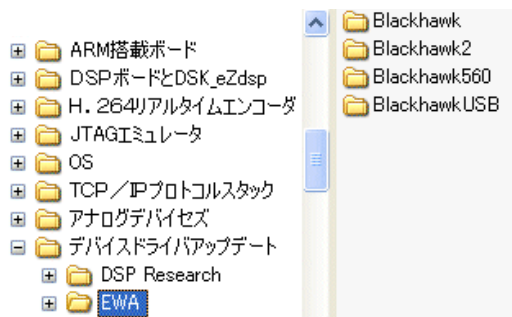 ARM搭載ボード
DSPボードとDSK_eZdsp
H．264リアルタイムエンコーダ
JTAGエミュレータ
OS
TCP／IPプロトコルスタック
アナログデバイセズ
デバイスドライバアップデート
DSP Research
EWA
Blackhawk
Blackhawk2
Blackhawk560
BlackhawkUSB